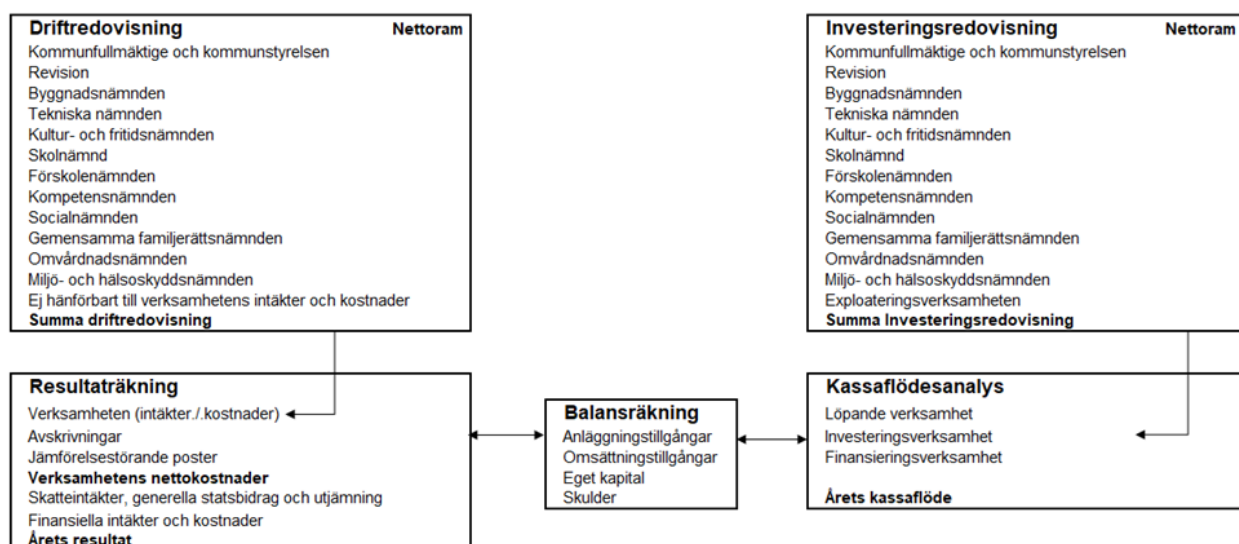 Driftredovisning Nettoram
Kommunfullmäktige och kommunstyrelsen
Revision
Byggnadsnämnden
Tekniska nämnden
Kultur- och fritidsnämnden
Skolnämnd
Förskolenämnden
Kompetensnämnden
Socialnämnden
Gemensamma familjerättsnämnden
Omvårdnadsnämnden
Miljö- och hälsoskyddsnämnden
Ej hänförbart till verksamhetens intäkter och kostnader
Summa driftredovisning
Investeringsredovisning Nettoram
Kommunfullmäktige och kommunstyrelsen
Revision
Byggnadsnämnden
Tekniska nämnden
Kultur- och fritidsnämnden
Skolnämnd
Förskolenämnden
Kompetensnämnden
Socialnämnden
Gemensamma familjerättsnämnden
Omvårdnadsnämnden
Miljö- och hälsoskyddsnämnden
Exploateringsverksamheten
Summa Investeringsredovisning
Resultaträkning
Verksamheten (intäkter./.kostnader)
Avskrivningar
Jämförelsestörande poster
Verksamhetens nettokostnader
Skatteintäkter, generella statsbidrag och utjämning
Finansiella intäkter och kostnader
Årets resultat
Balansräkning
Anläggningstillgångar
Omsättningstillgångar
Eget kapital
Skulder
Kassaflödesanalys
Löpande verksamhet
Investeringsverksamhet
Finansieringsverksamhet
Årets kassaflöde